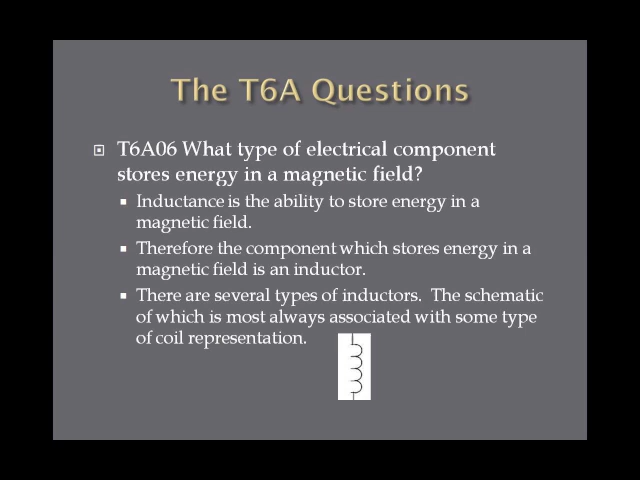 The T6A Questions
T6A06 What type of electrical component
stores energy in a magnetic field?
Inductance is the ability to store energy in a
magnetic field.
Therefore the component which stores energy in a
magnetic field is an inductor.
There are several types of inductors.  The schematic
of which is most always associated with some type
of coil representation.